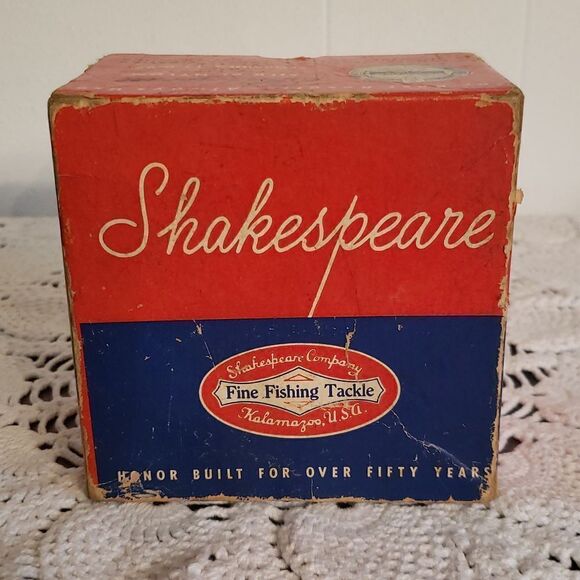 Shakespeare
Shakespeare Company
Fine Fishing Tackle
Kalamazoo, U.S.A.
HONOR BUILT FOR OVER FIFTY YEARS